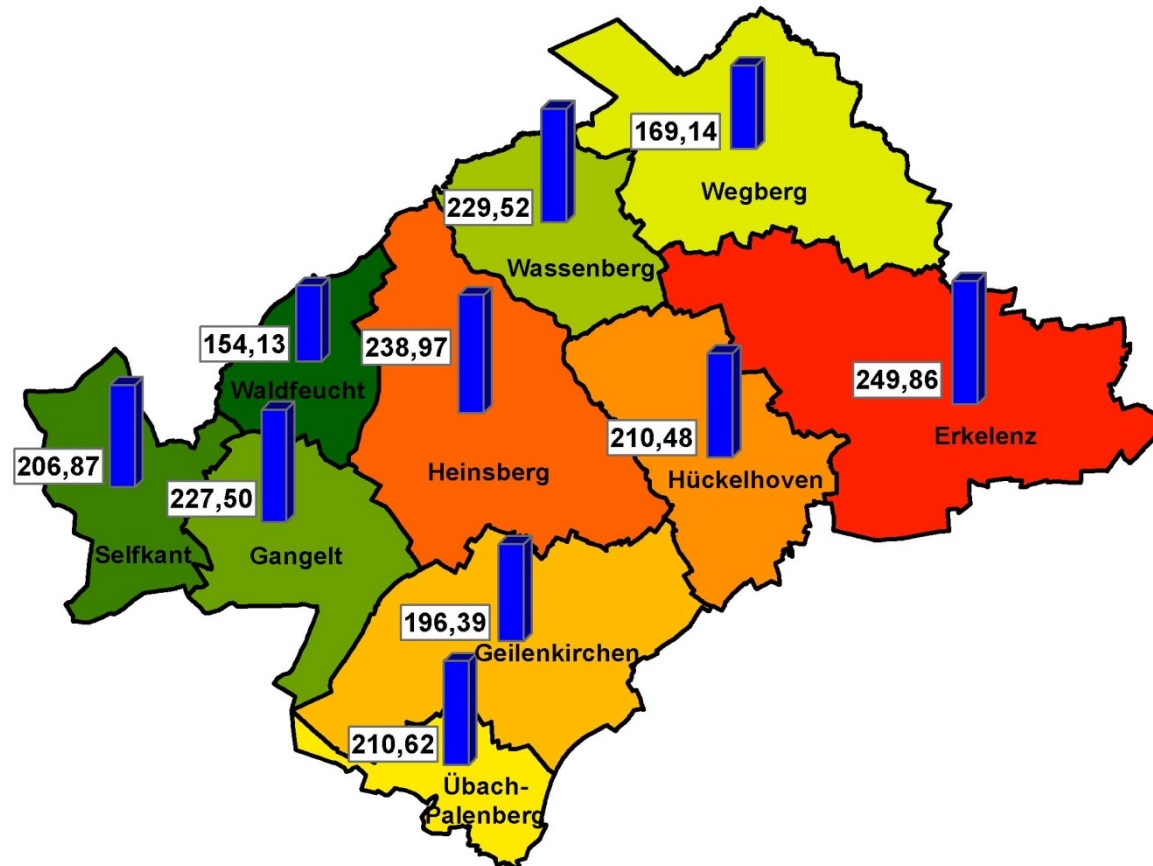 169,14
Wegberg
229,52
Wassenberg
154,13
Waldfeucht
238,97
Heinsberg
249,86
Erkelenz
210,48
Hückelhoven
206,87
Selfkant
227,50
Gangelt
196,39
Geilenkirchen
210,62
Übach-
Palenberg